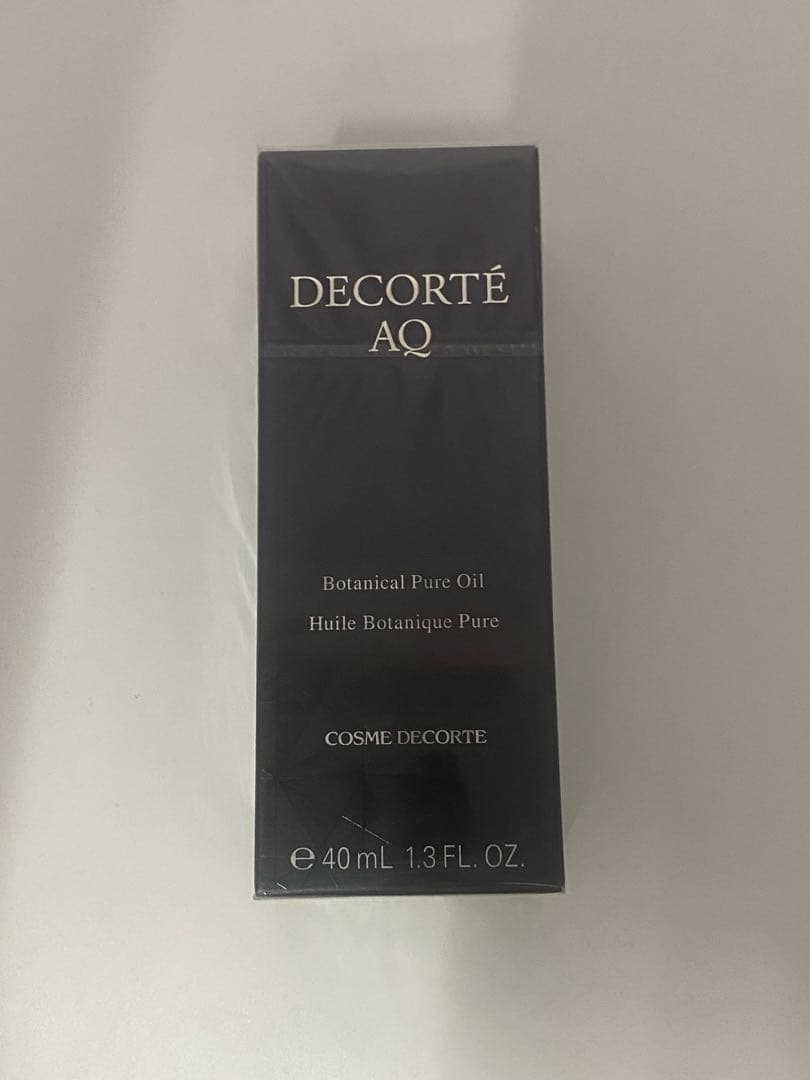 DECORTÉ
AQ
Botanical Pure Oil
Huile Botanique Pure
COSME DECORTE
℮ 40 mL 1.3 FL. OZ.